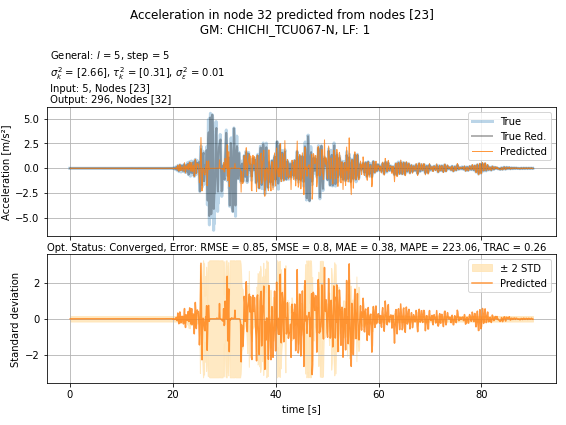 Acceleration in node 32 predicted from nodes [23]
GM: CHICHI_TCU067-N, LF: 1
General: l = 5, step = 5
σ²ₖ = [2.66], τ²ₖ = [0.31], σ²ε = 0.01
Input: 5, Nodes [23]
Output: 296, Nodes [32]
Acceleration [m/s²]
5.0
2.5
0.0
−2.5
−5.0
True
True Red.
Predicted
Opt. Status: Converged, Error: RMSE = 0.85, SMSE = 0.8, MAE = 0.38, MAPE = 223.06, TRAC = 0.26
Standard deviation
2
0
−2
± 2 STD
Predicted
0 20 40 60 80
time [s]